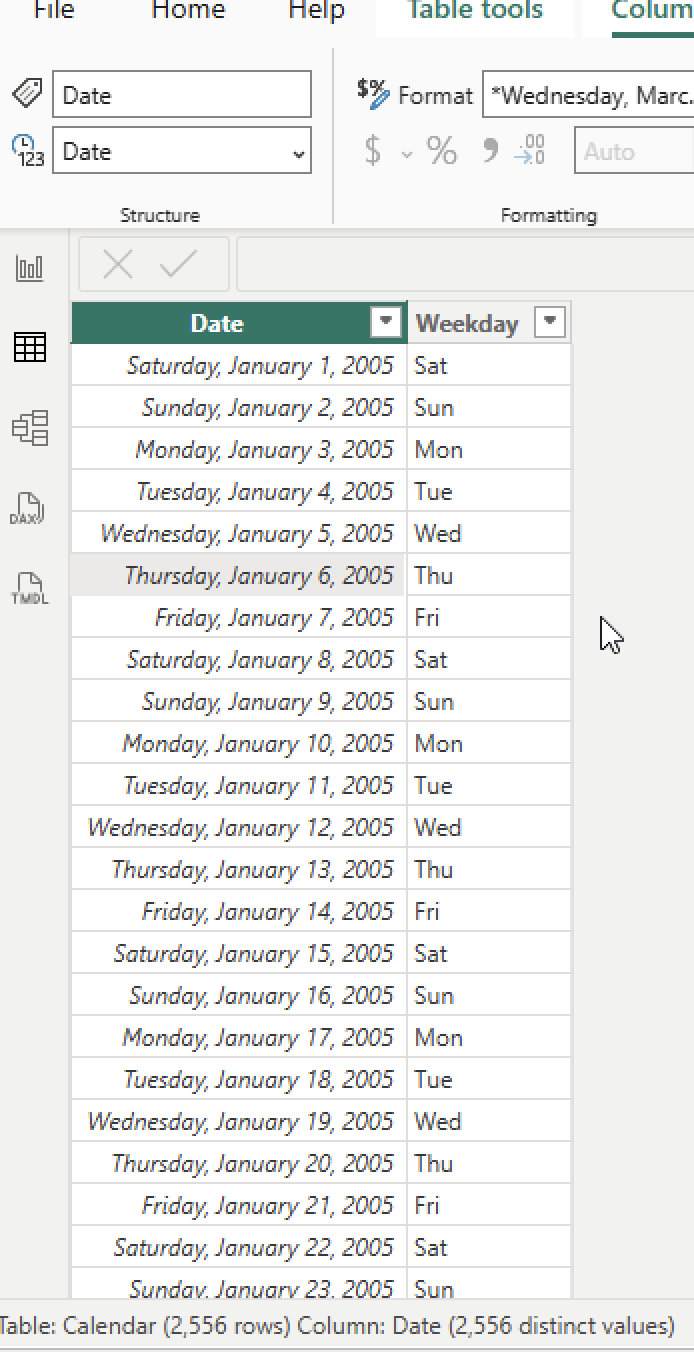 File Home Help Table tools Colum
Date $% Format *Wednesday, Marc.
123 Date $ % , .00 →0 Auto
Structure Formatting
Date Weekday
Saturday, January 1, 2005 Sat
Sunday, January 2, 2005 Sun
Monday, January 3, 2005 Mon
Tuesday, January 4, 2005 Tue
Wednesday, January 5, 2005 Wed
Thursday, January 6, 2005 Thu
Friday, January 7, 2005 Fri
Saturday, January 8, 2005 Sat
Sunday, January 9, 2005 Sun
Monday, January 10, 2005 Mon
Tuesday, January 11, 2005 Tue
Wednesday, January 12, 2005 Wed
Thursday, January 13, 2005 Thu
Friday, January 14, 2005 Fri
Saturday, January 15, 2005 Sat
Sunday, January 16, 2005 Sun
Monday, January 17, 2005 Mon
Tuesday, January 18, 2005 Tue
Wednesday, January 19, 2005 Wed
Thursday, January 20, 2005 Thu
Friday, January 21, 2005 Fri
Saturday, January 22, 2005 Sat
Sunday, January 23, 2005 Sun
DAX
TMDL
Table: Calendar (2,556 rows) Column: Date (2,556 distinct values)